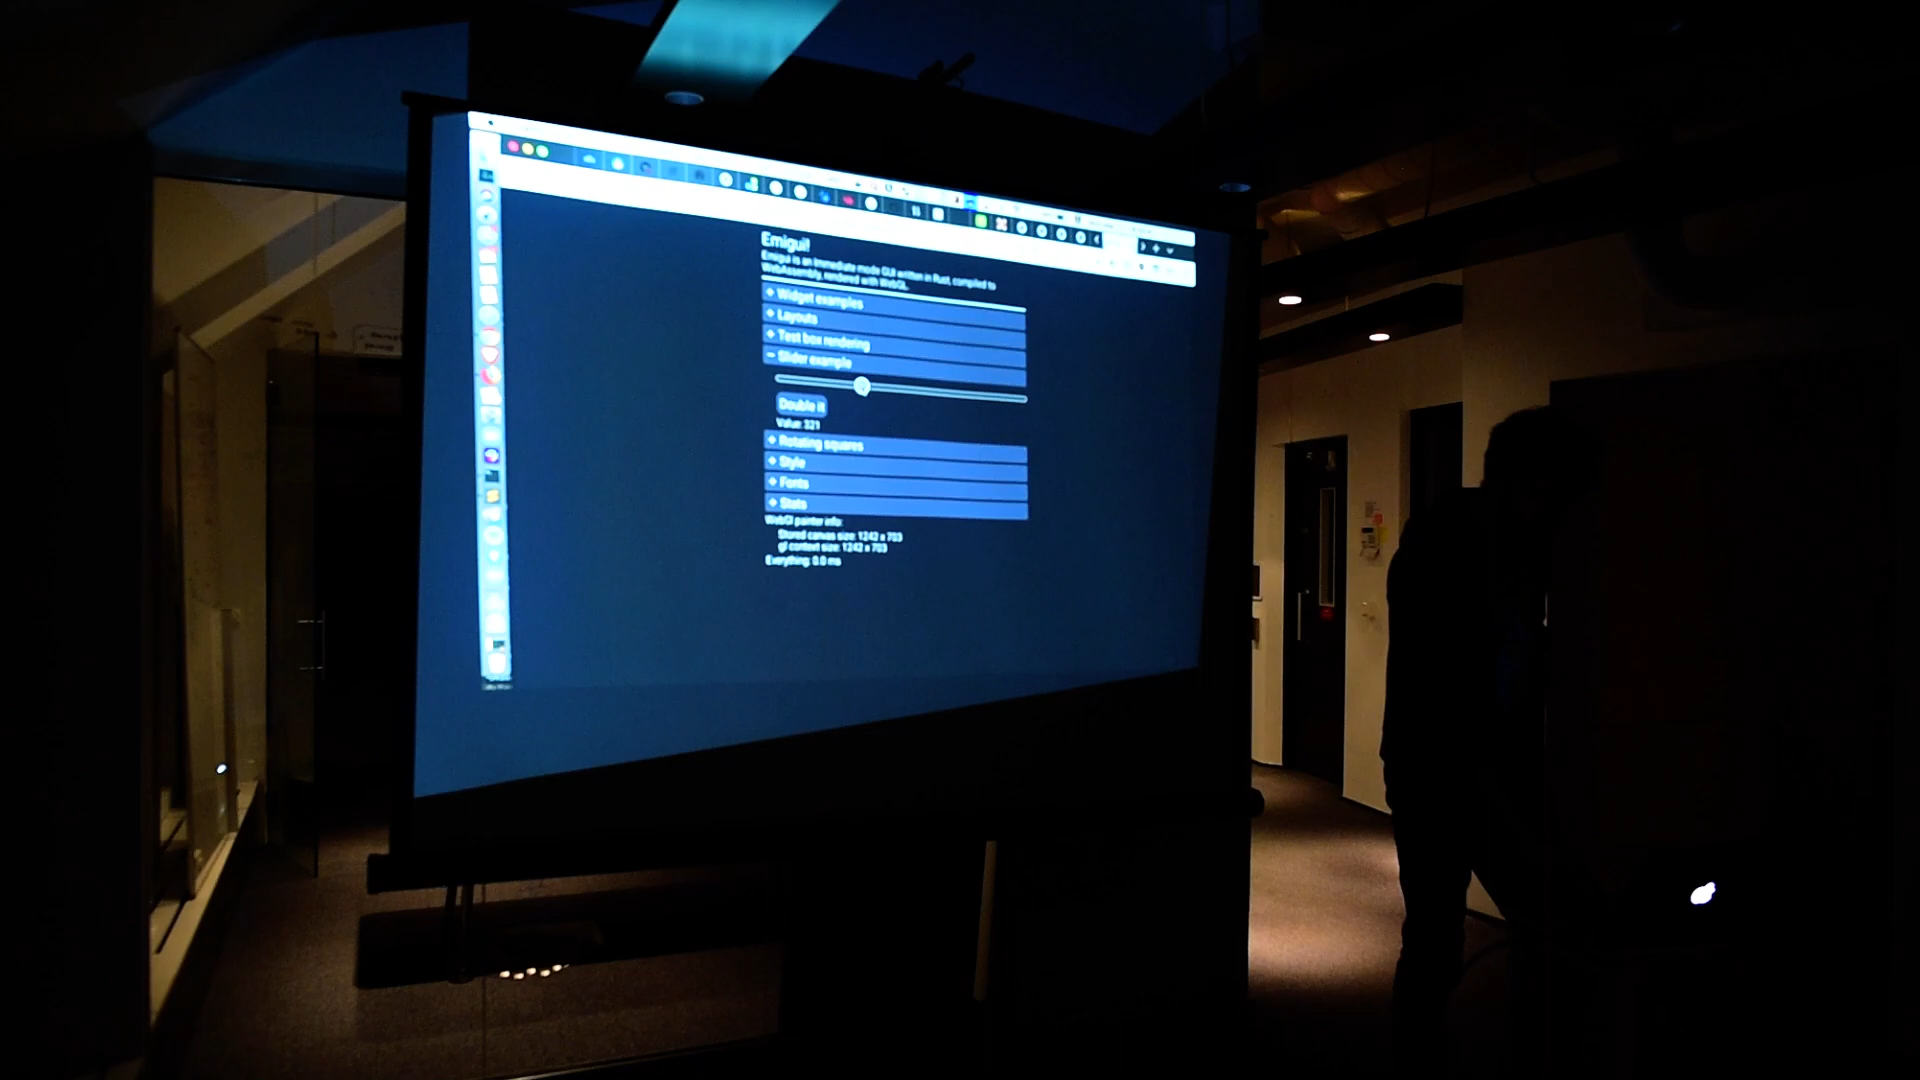 Emigui!
Emigui is an immediate mode GUI written in Rust, compiled to
WebAssembly, rendered with WebGL.
+ Widget examples
+ Layouts
+ Test box rendering
− Slider example
Double it
Value: 321
+ Rotating squares
+ Style
+ Fonts
+ Stats
WebGl painter info:
Stored canvas size: 1242 x 703
gl context size: 1242 x 703
Everything: 0.0 ms